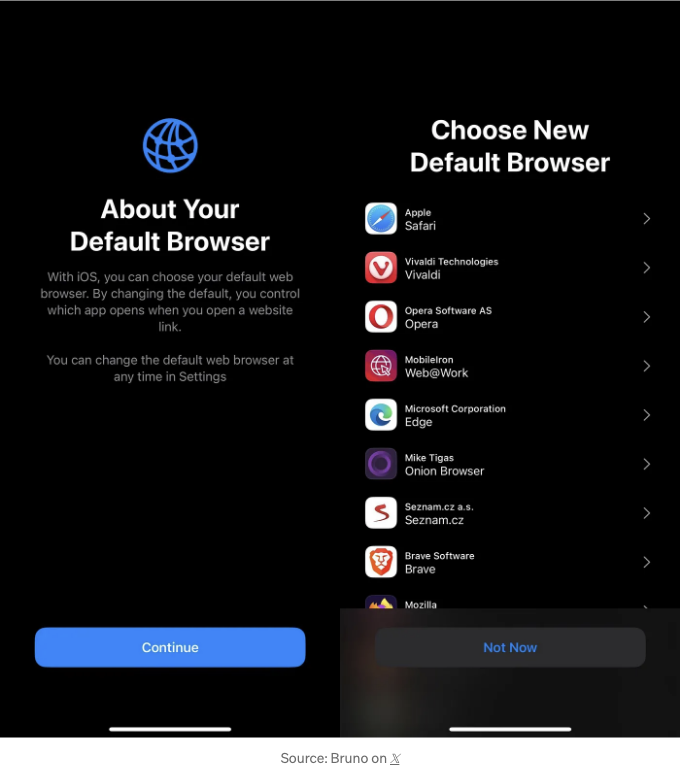 About Your
Default Browser
With iOS, you can choose your default web
browser. By changing the default, you control
which app opens when you open a website
link.
You can change the default web browser at
any time in Settings
Continue
Choose New
Default Browser
Apple
Safari
Vivaldi Technologies
Vivaldi
Opera Software AS
Opera
MobileIron
Web@Work
Microsoft Corporation
Edge
Mike Tigas
Onion Browser
Seznam.cz a.s.
Seznam.cz
Brave Software
Brave
Mozilla
Not Now
Source: Bruno on 𝕏